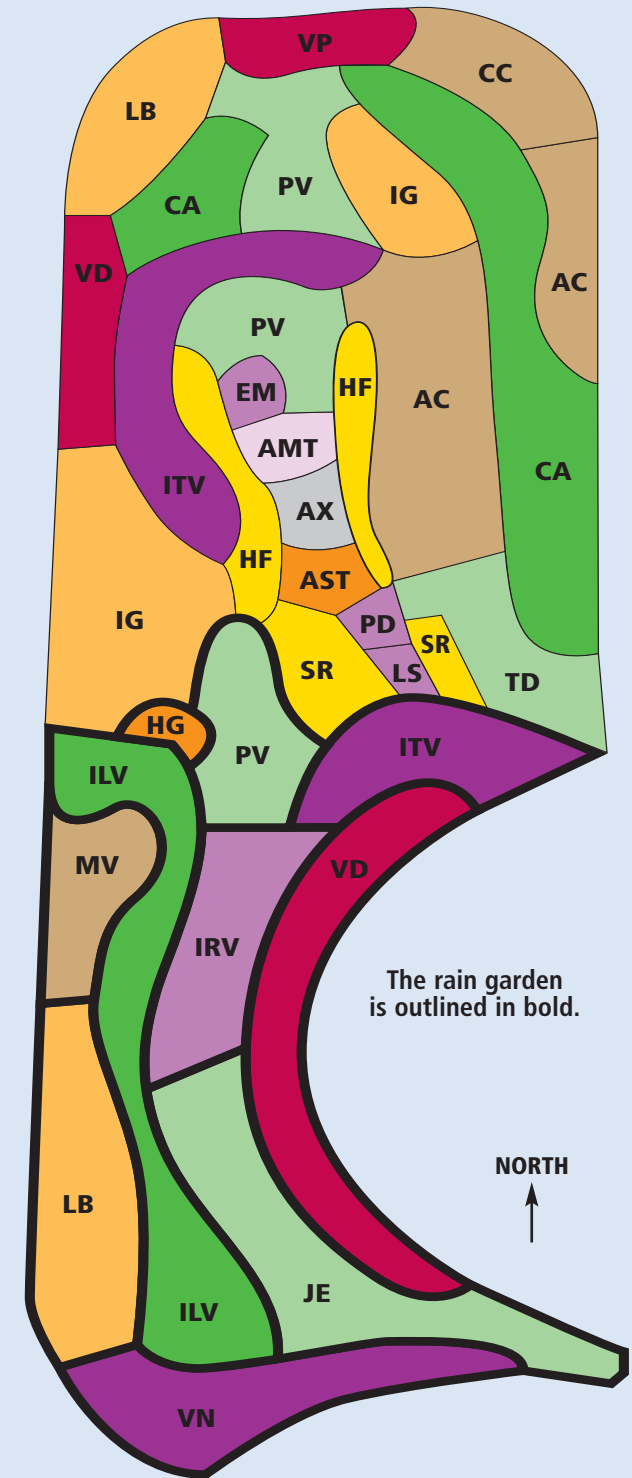 VP
CC
LB
PV
IG
CA
VD
AC
PV
HF
EM
AC
AMT
CA
ITV
AX
HF
AST
IG
PD
SR
SR
LS
TD
HG
ITV
PV
ILV
MV
VD
IRV
The rain garden
is outlined in bold.
NORTH
LB
JE
ILV
VN